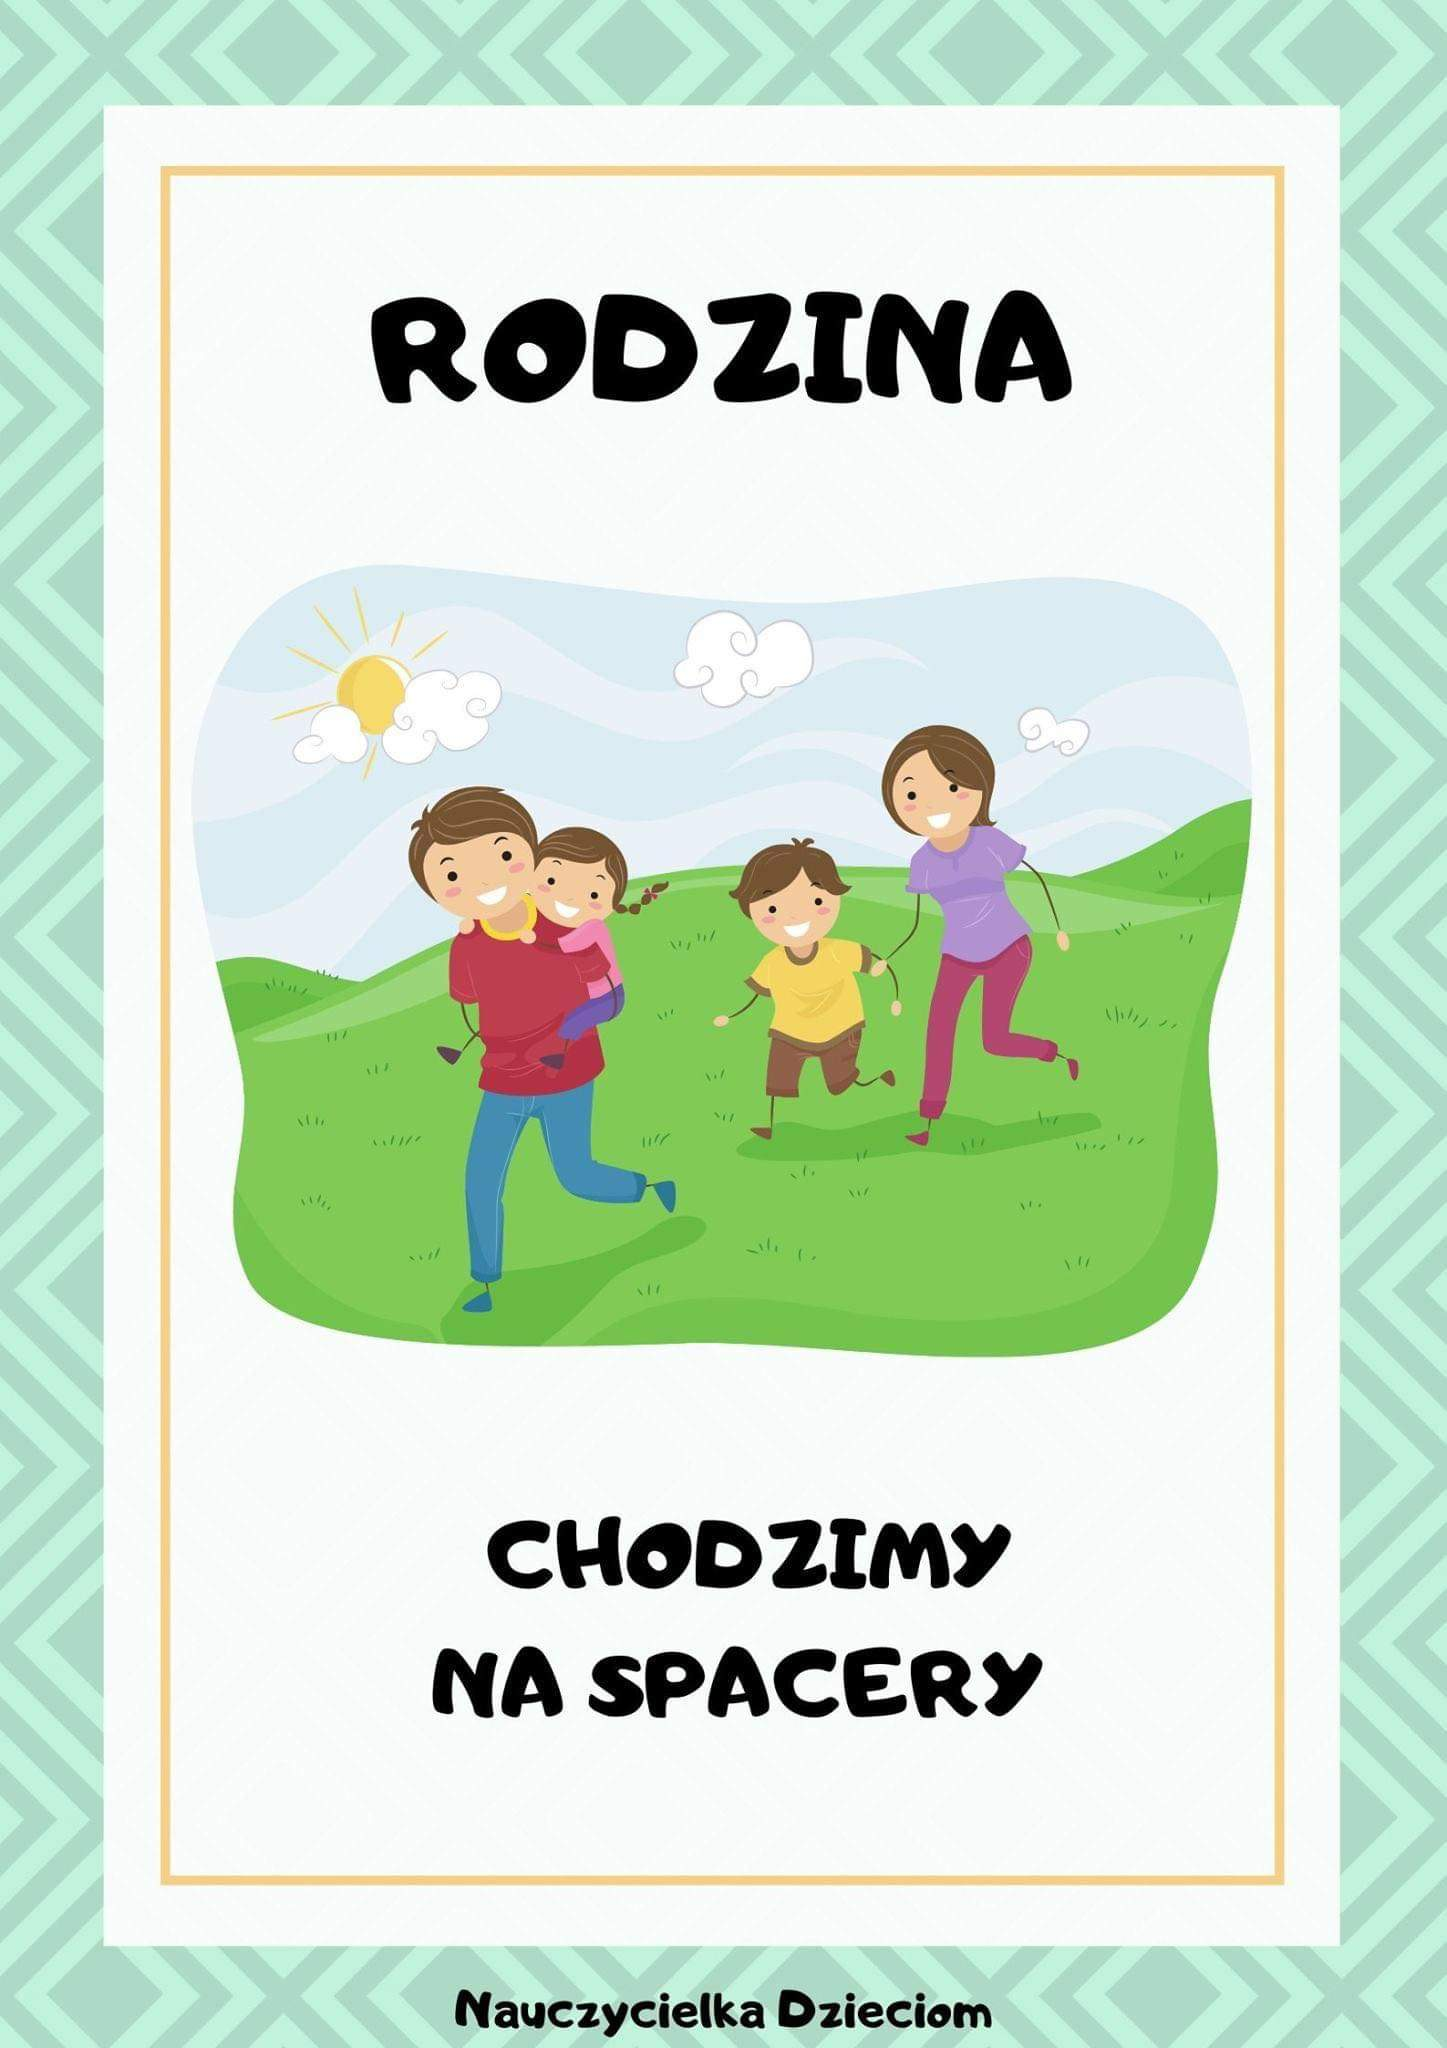 RODZINA
CHODZIMY
NA SPACERY
Nauczycielka Dzieciom